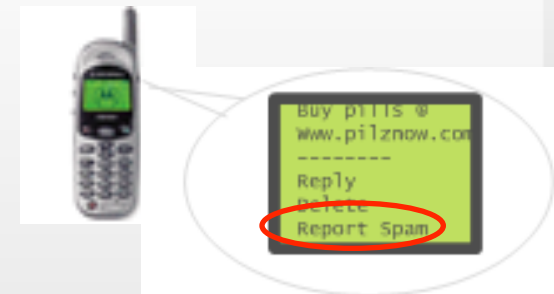 Buy pills @
Www.pilznow.com
--------
Reply
Delete
Report Spam